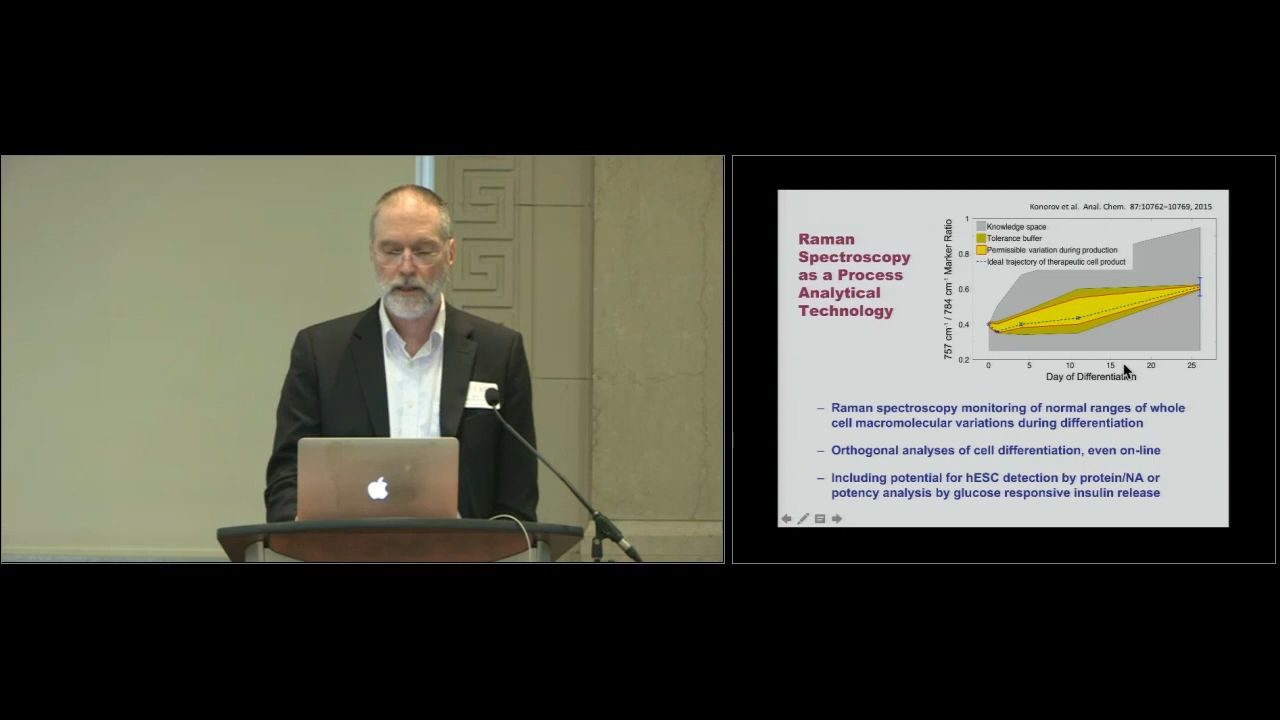 Konorov et al. Anal. Chem. 87:10762–10769, 2015
Raman
Spectroscopy
as a Process
Analytical
Technology
757 cm⁻¹ / 784 cm⁻¹ Marker Ratio
1
0.8
0.6
0.4
0.2
Knowledge space
Tolerance buffer
Permissible variation during production
Ideal trajectory of therapeutic cell product
0 5 10 15 20 25
Day of Differentiation
– Raman spectroscopy monitoring of normal ranges of whole
cell macromolecular variations during differentiation
– Orthogonal analyses of cell differentiation, even on-line
– Including potential for hESC detection by protein/NA or
potency analysis by glucose responsive insulin release